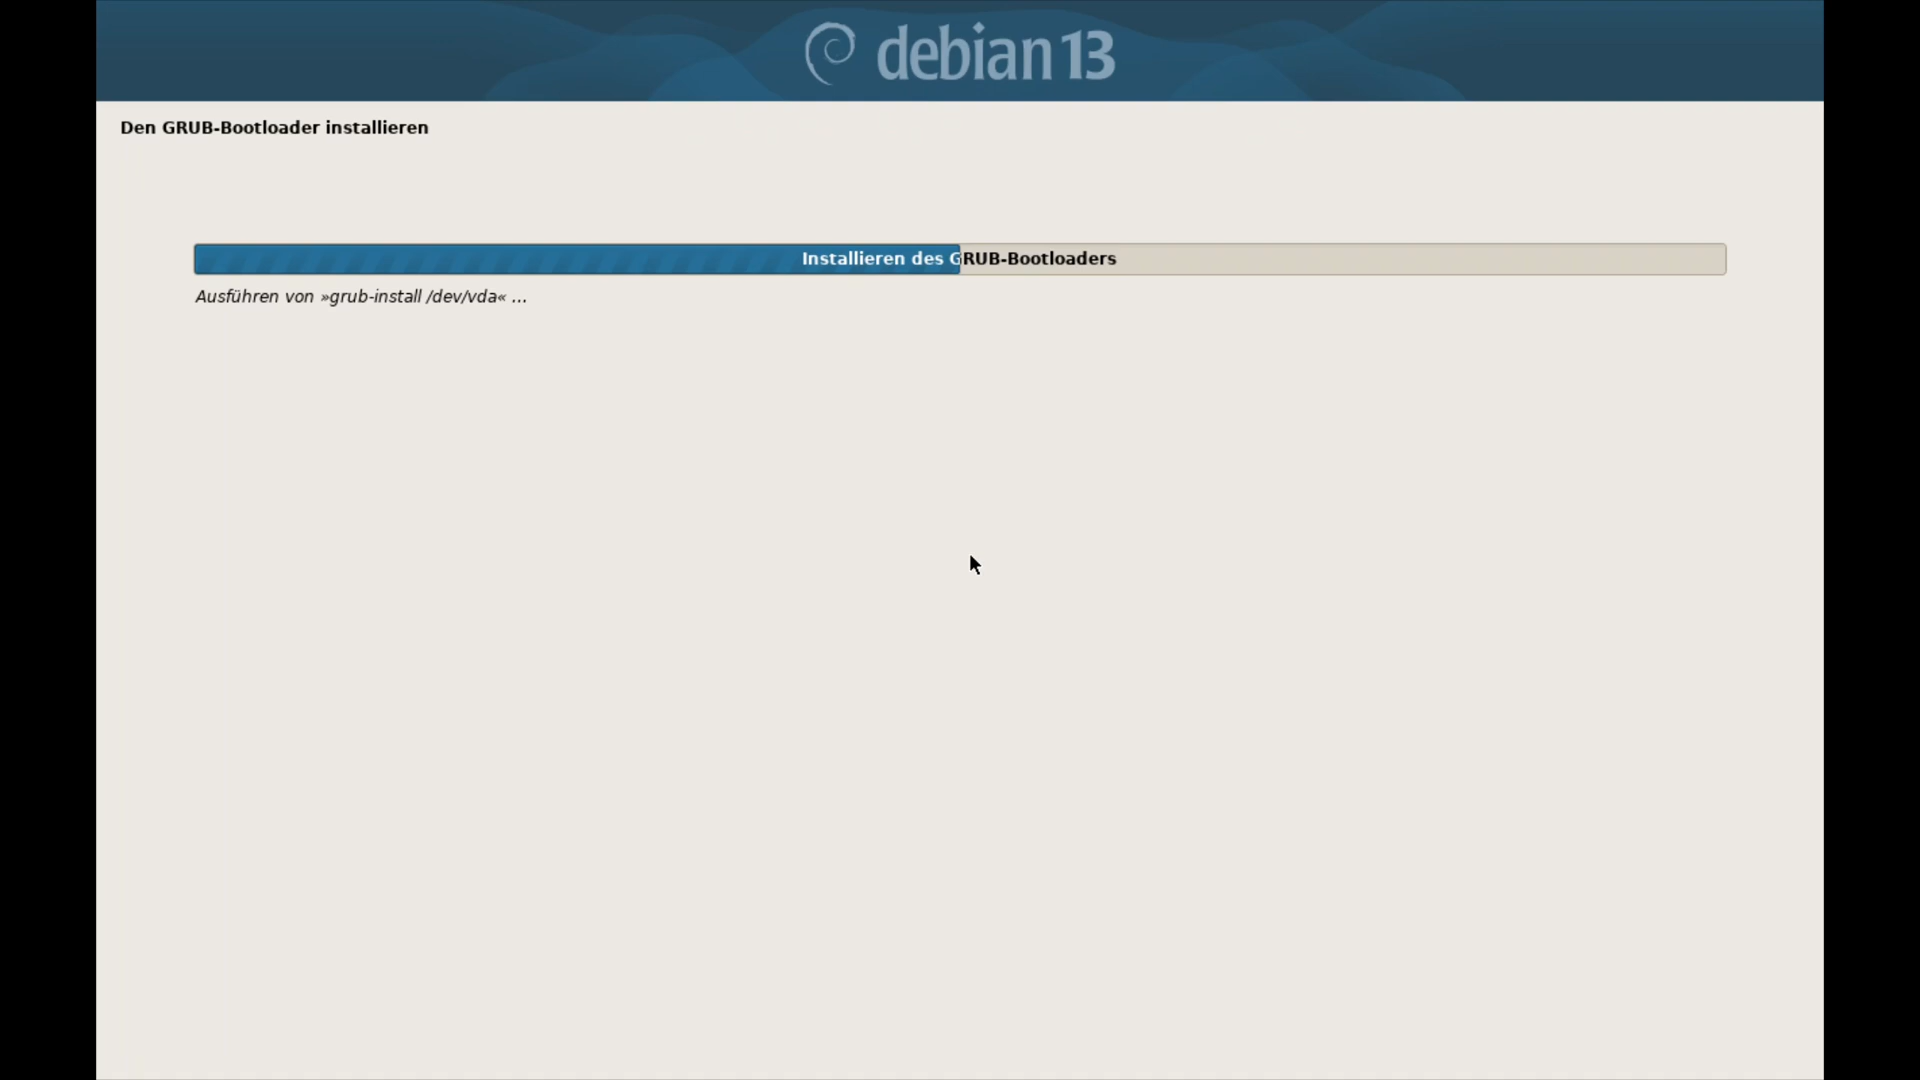 debian 13
Den GRUB-Bootloader installieren
Installieren des GRUB-Bootloaders
Ausführen von »grub-install /dev/vda« ...